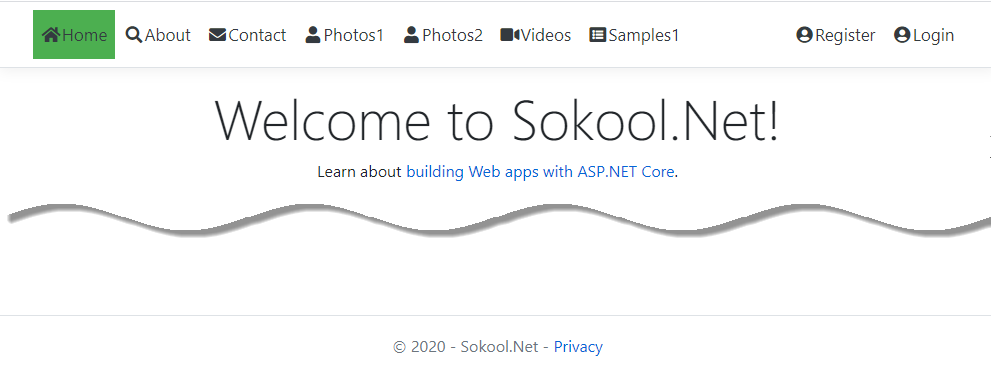 Home About Contact Photos1 Photos2 Videos Samples1 Register Login
Welcome to Sokool.Net!
Learn about building Web apps with ASP.NET Core.
© 2020 - Sokool.Net - Privacy